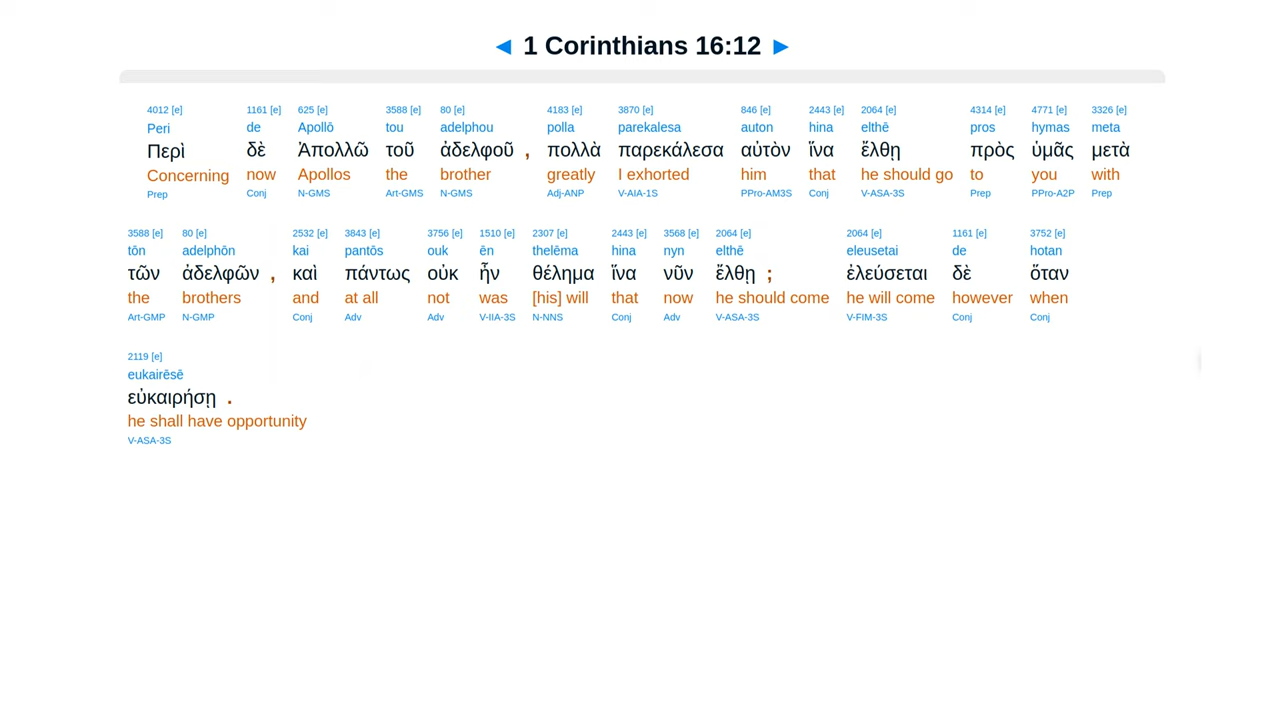 ◄ 1 Corinthians 16:12 ►
4012 [e] 1161 [e] 625 [e] 3588 [e] 80 [e] 4183 [e] 3870 [e] 846 [e] 2443 [e] 2064 [e] 4314 [e] 4771 [e] 3326 [e]
Peri de Apollō tou adelphou polla parekalesa auton hina elthē pros hymas meta
Περὶ δὲ Ἀπολλῶ τοῦ ἀδελφοῦ , πολλὰ παρεκάλεσα αὐτὸν ἵνα ἔλθῃ πρὸς ὑμᾶς μετὰ
Concerning now Apollos the brother greatly I exhorted him that he should go to you with
Prep Conj N-GMS Art-GMS N-GMS Adj-ANP V-AIA-1S PPro-AM3S Conj V-ASA-3S Prep PPro-A2P Prep
3588 [e] 80 [e] 2532 [e] 3843 [e] 3756 [e] 1510 [e] 2307 [e] 2443 [e] 3568 [e] 2064 [e] 2064 [e] 1161 [e] 3752 [e]
tōn adelphōn kai pantōs ouk ēn thelēma hina nyn elthē eleusetai de hotan
τῶν ἀδελφῶν , καὶ πάντως οὐκ ἦν θέλημα ἵνα νῦν ἔλθῃ ; ἐλεύσεται δὲ ὅταν
the brothers and at all not was [his] will that now he should come he will come however when
Art-GMP N-GMP Conj Adv Adv V-IIA-3S N-NNS Conj Adv V-ASA-3S V-FIM-3S Conj Conj
2119 [e]
eukairēsē
εὐκαιρήσῃ .
he shall have opportunity
V-ASA-3S